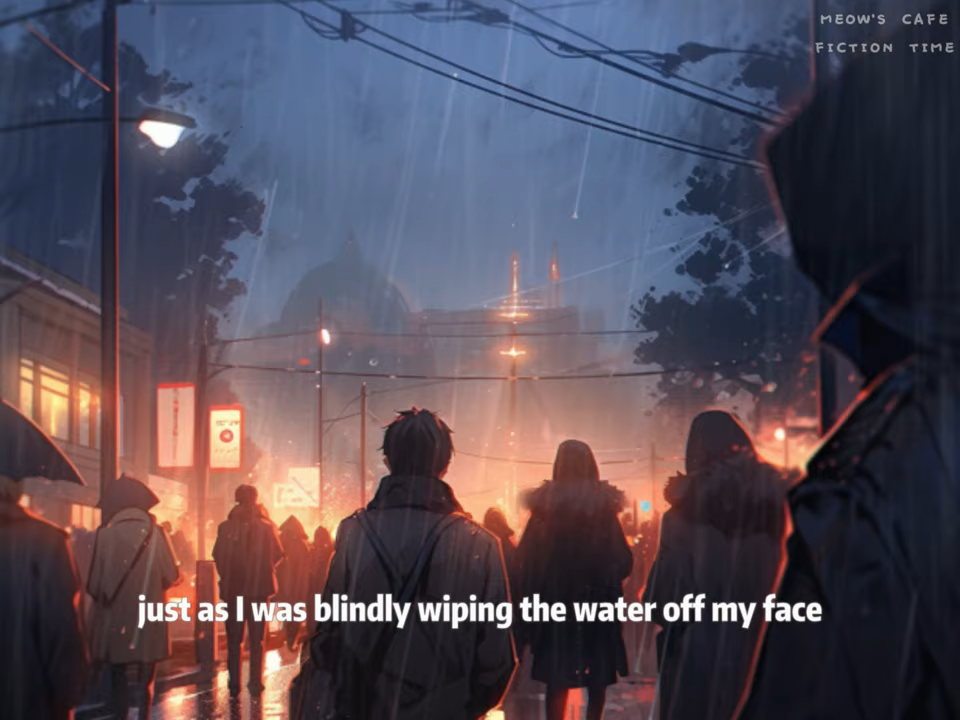 MEOW'S CAFE
FICTION TIME
just as I was blindly wiping the water off my face